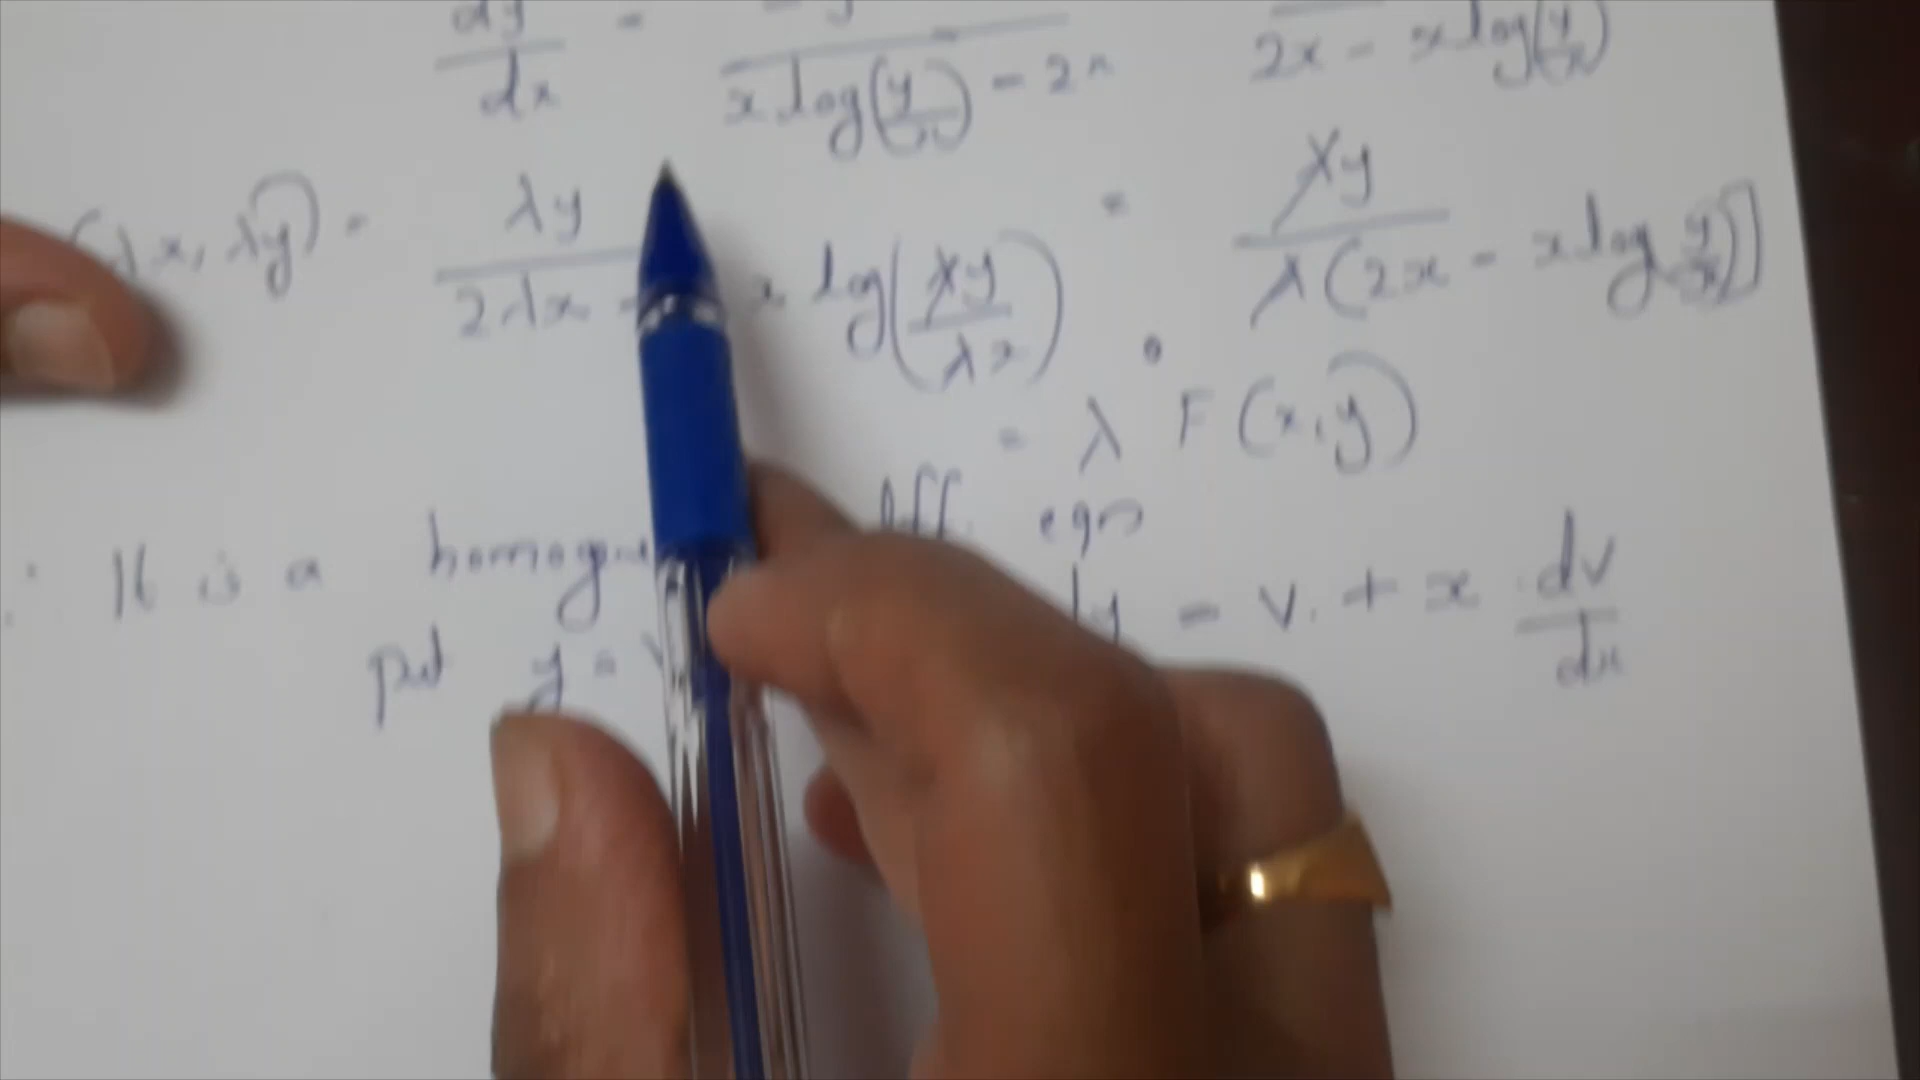 dy/dx = -y/(x log(y/x) - 2x) 2x - x log(y/x)
(λx, λy) = λy/(2λx - x log(λy/λx)) = λy/(λ(2x - x log y/x))
= λ° F(x,y)
∴ It is a diff. eqn
put y = dy = v + x dv/dx